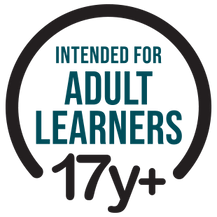 INTENDED FOR
ADULT
LEARNERS
17y+